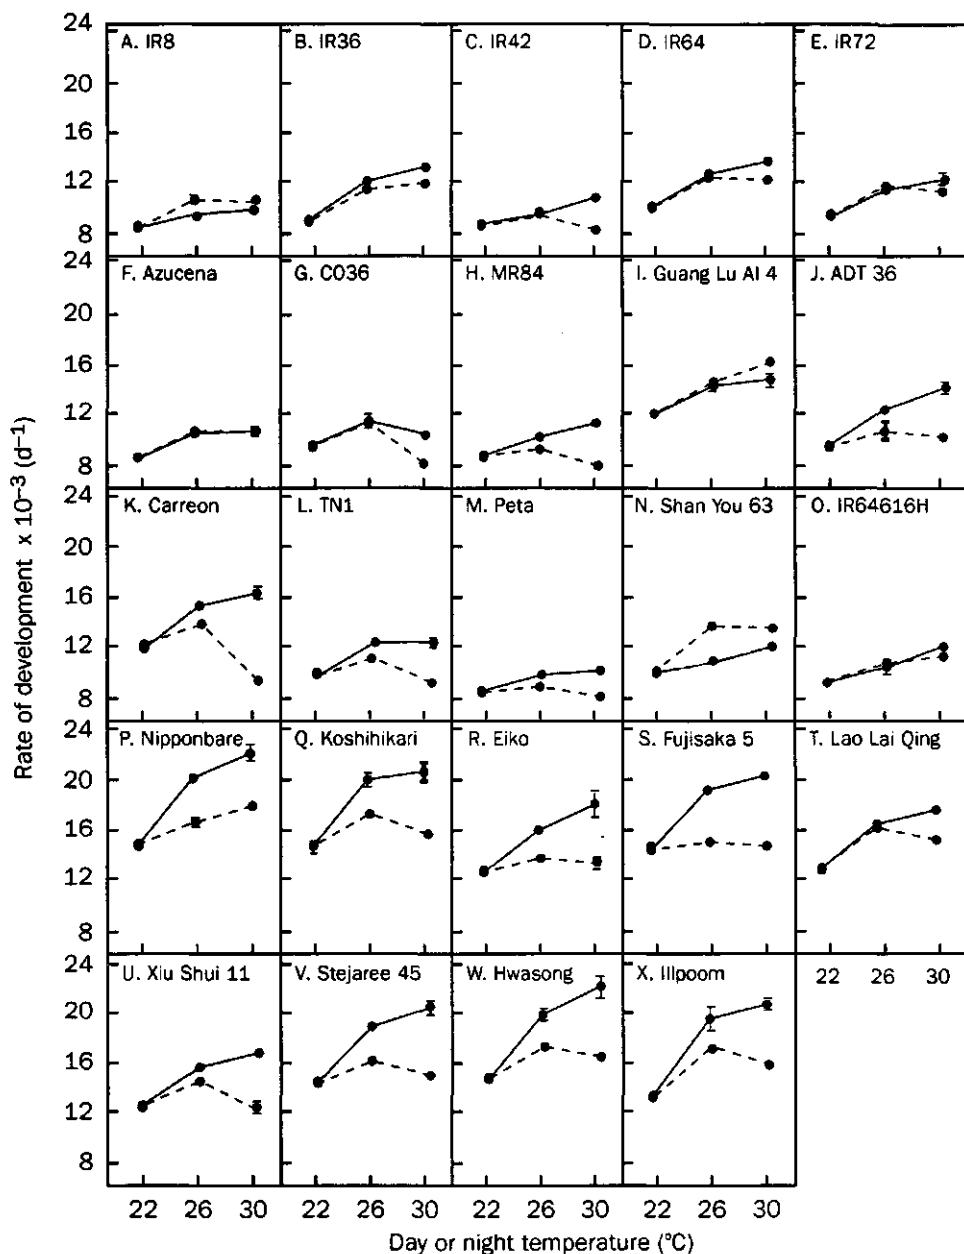 24
20
16
12
8
A. IR8
B. IR36
C. IR42
D. IR64
E. IR72
24
20
16
12
8
F. Azucena
G. CO36
H. MR84
I. Guang Lu AI 4
J. ADT 36
24
20
16
12
8
K. Carreon
L. TN1
M. Peta
N. Shan You 63
O. IR64616H
24
20
16
12
8
P. Nipponbare
Q. Koshihikari
R. Eiko
S. Fujisaka 5
T. Lao Lai Qing
24
20
16
12
8
U. Xiu Shui 11
V. Stejaree 45
W. Hwasong
X. Illpoom
22 26 30
22 26 30
22 26 30
22 26 30
22 26 30
Rate of development x 10⁻³ (d⁻¹)
Day or night temperature (°C)